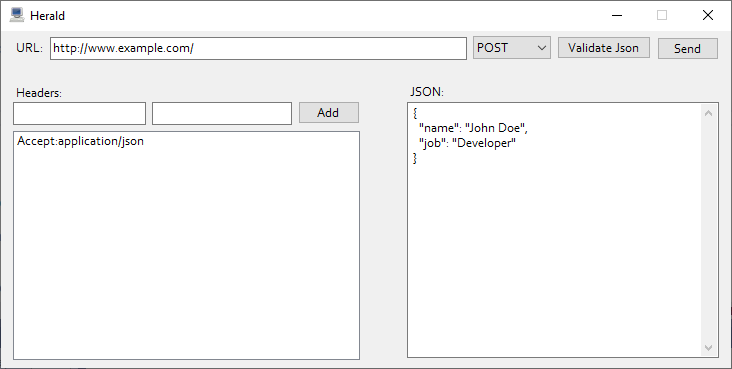 Herald
URL: http://www.example.com/ POST Validate Json Send
Headers:
Add
Accept:application/json
JSON:
{
"name": "John Doe",
"job": "Developer"
}